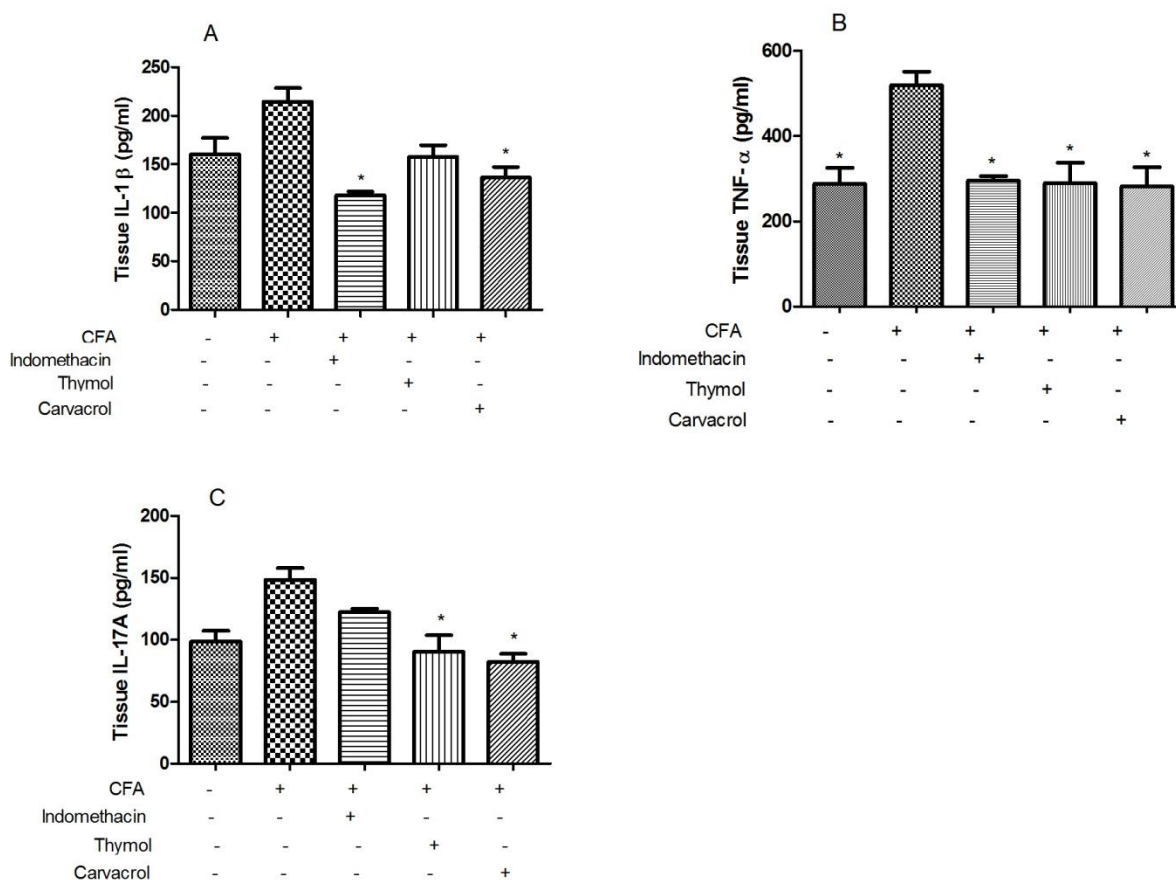 A
Tissue IL-1 β (pg/ml)
250
200
150
100
50
0
*
*
CFA - + + + +
Indomethacin - - + - -
Thymol - - - + -
Carvacrol - - - - +
B
Tissue TNF- α (pg/ml)
600
400
200
0
* * * *
CFA - + + + +
Indomethacin - - + - -
Thymol - - - + -
Carvacrol - - - - +
C
Tissue IL-17A (pg/ml)
200
150
100
50
0
* *
CFA - + + + +
Indomethacin - - + - -
Thymol - - - + -
Carvacrol - - - - +